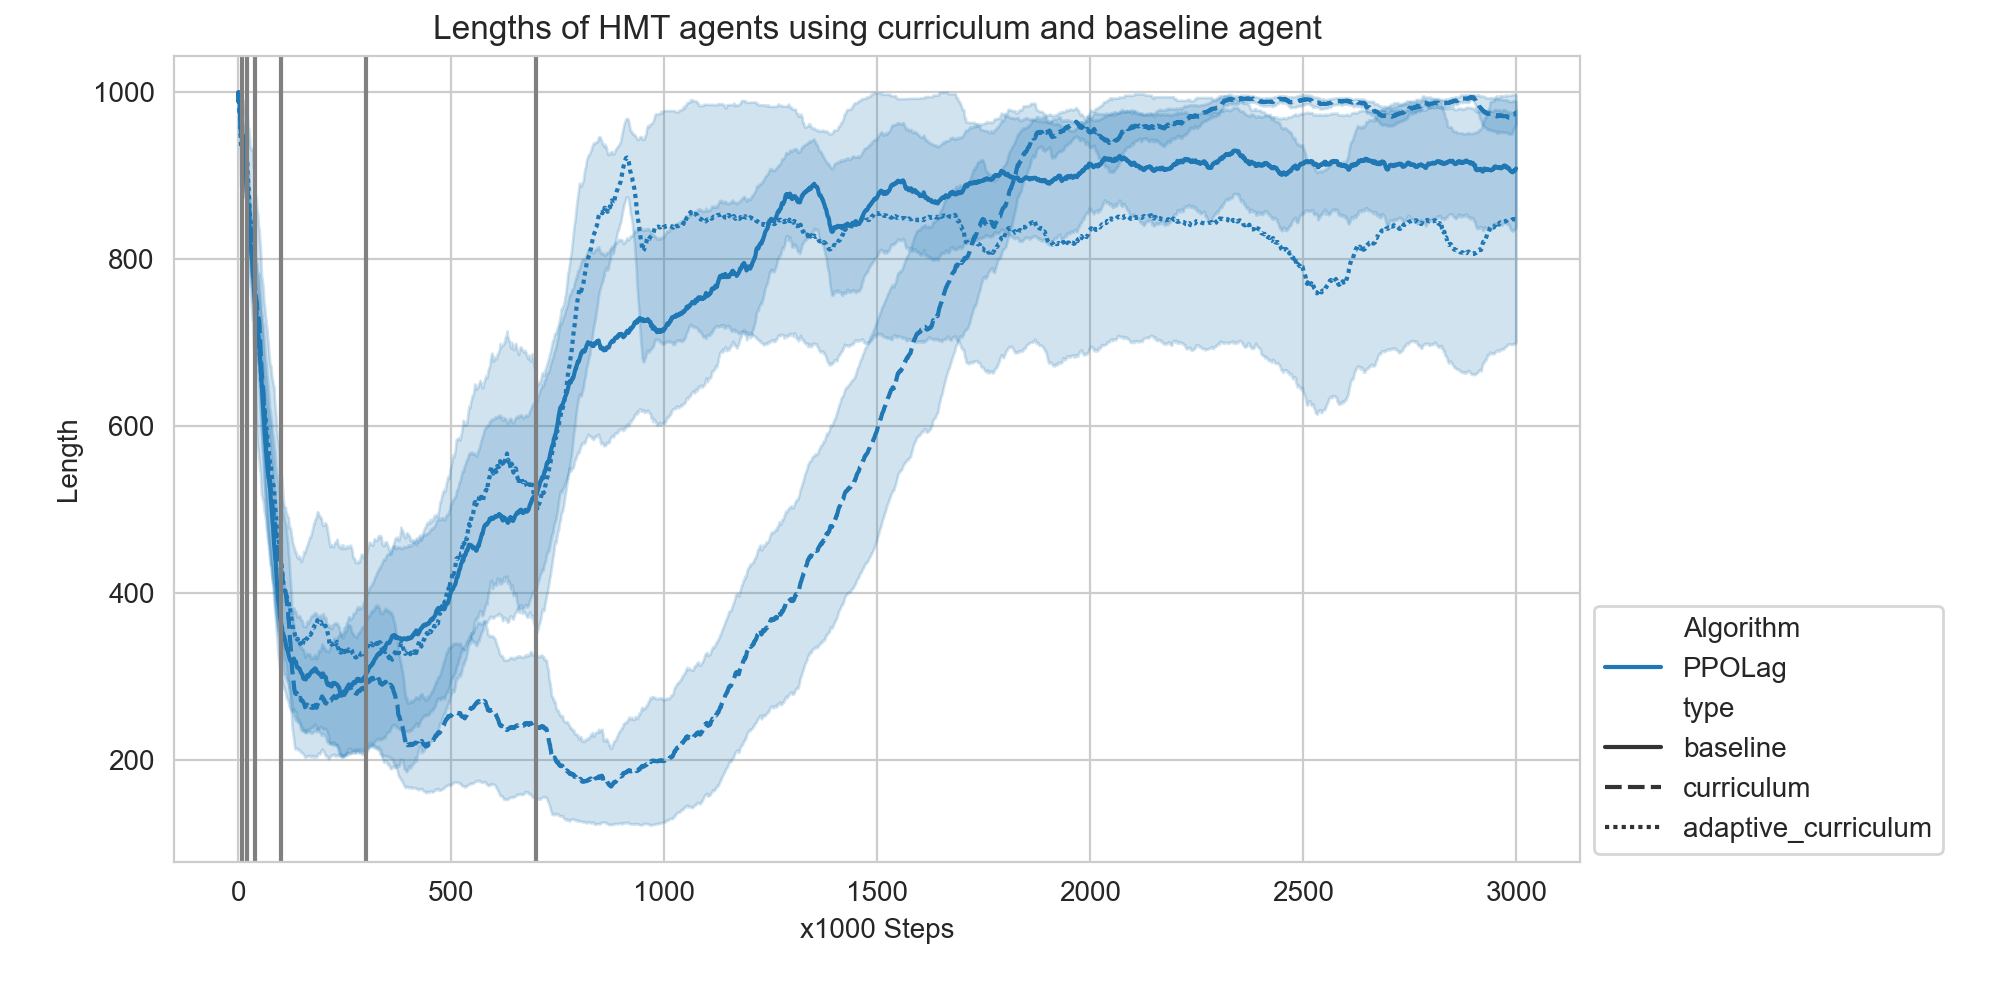 Lengths of HMT agents using curriculum and baseline agent
1000
800
600
400
200
Length
0 500 1000 1500 2000 2500 3000
x1000 Steps
Algorithm
PPOLag
type
baseline
curriculum
adaptive_curriculum